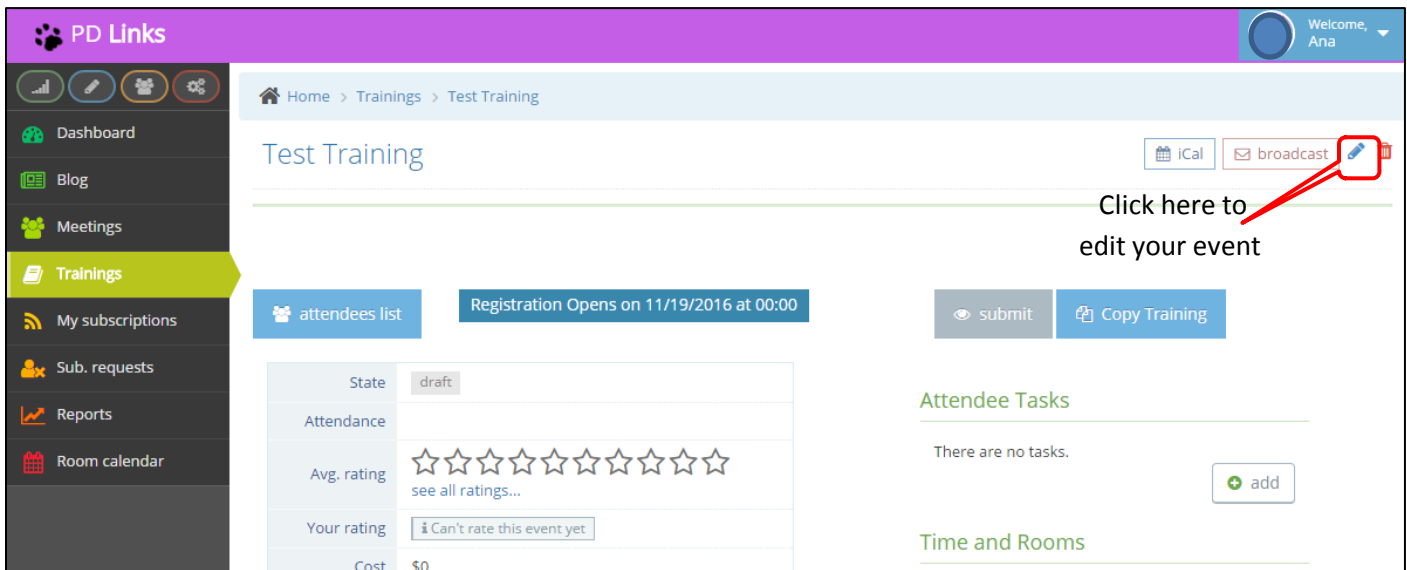 PD Links
Welcome,
Ana
Home > Trainings > Test Training
Dashboard
Blog
Meetings
Trainings
My subscriptions
Sub. requests
Reports
Room calendar
Test Training
iCal
broadcast
Click here to
edit your event
attendees list
Registration Opens on 11/19/2016 at 00:00
submit
Copy Training
State draft
Attendance
Avg. rating
see all ratings...
Your rating i Can't rate this event yet
Cost $0
Attendee Tasks
There are no tasks.
add
Time and Rooms